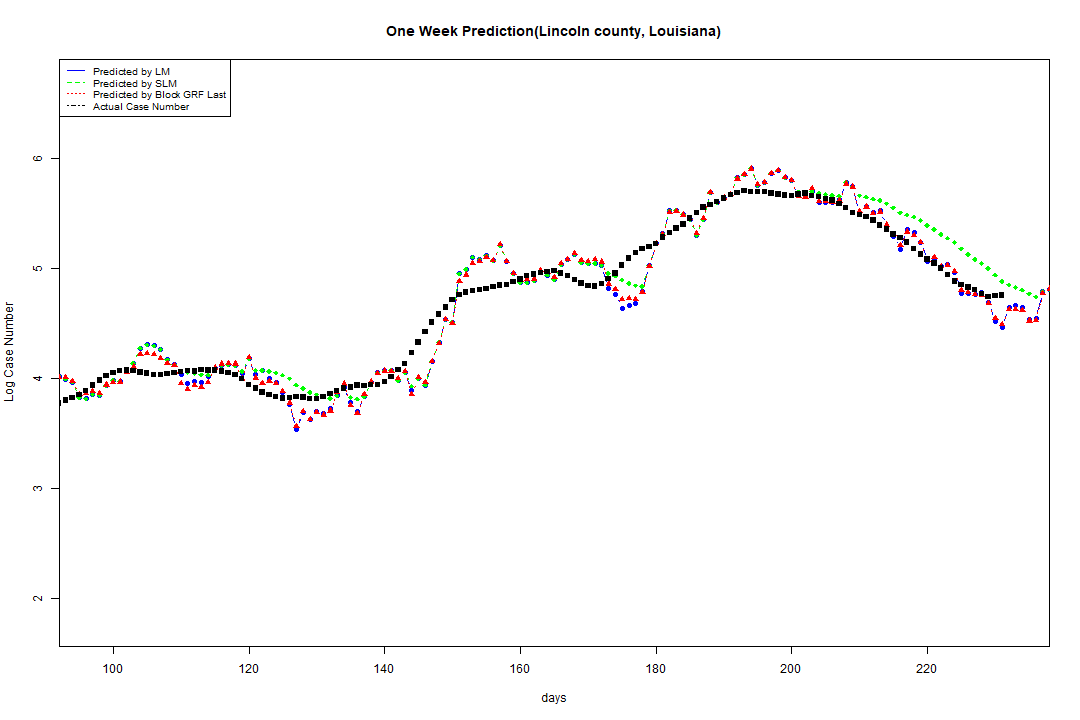 One Week Prediction(Lincoln county, Louisiana)
Predicted by LM
Predicted by SLM
Predicted by Block GRF Last
Actual Case Number
6
5
4
3
2
Log Case Number
100 120 140 160 180 200 220
days